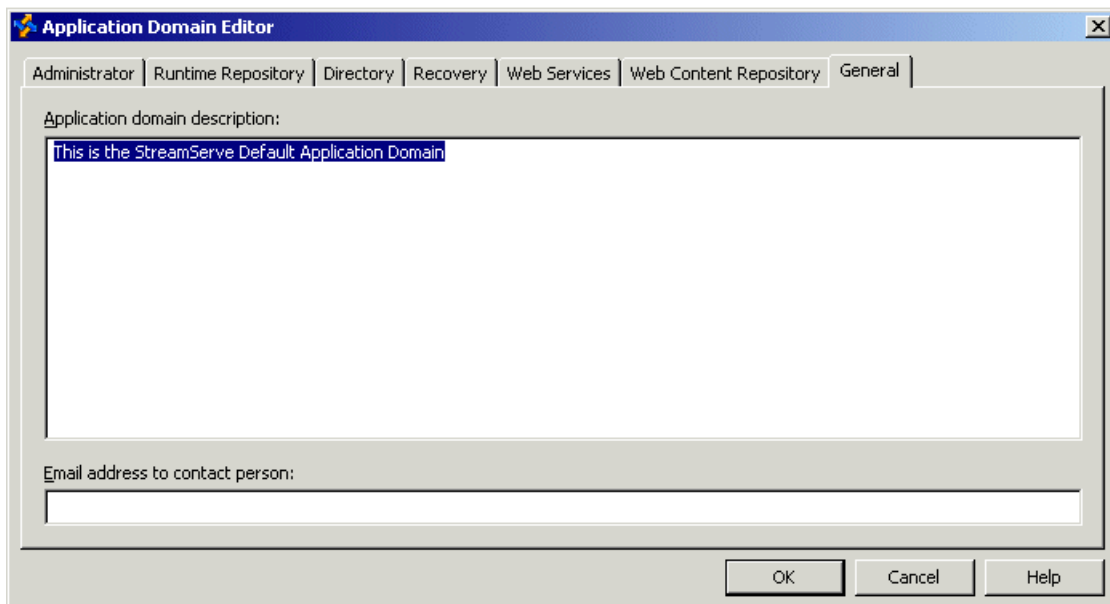 Application Domain Editor
Administrator Runtime Repository Directory Recovery Web Services Web Content Repository General
Application domain description:
This is the StreamServe Default Application Domain
Email address to contact person:
OK Cancel Help